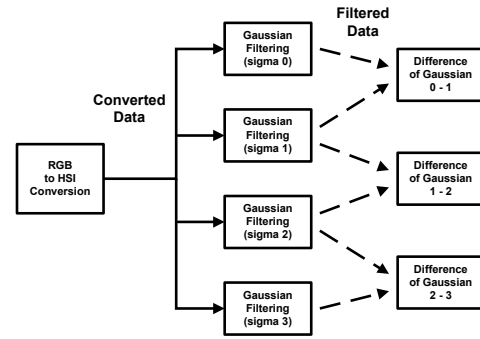 Converted
Data
Filtered
Data
RGB
to HSI
Conversion
Gaussian
Filtering
(sigma 0)
Gaussian
Filtering
(sigma 1)
Gaussian
Filtering
(sigma 2)
Gaussian
Filtering
(sigma 3)
Difference
of Gaussian
0 - 1
Difference
of Gaussian
1 - 2
Difference
of Gaussian
2 - 3